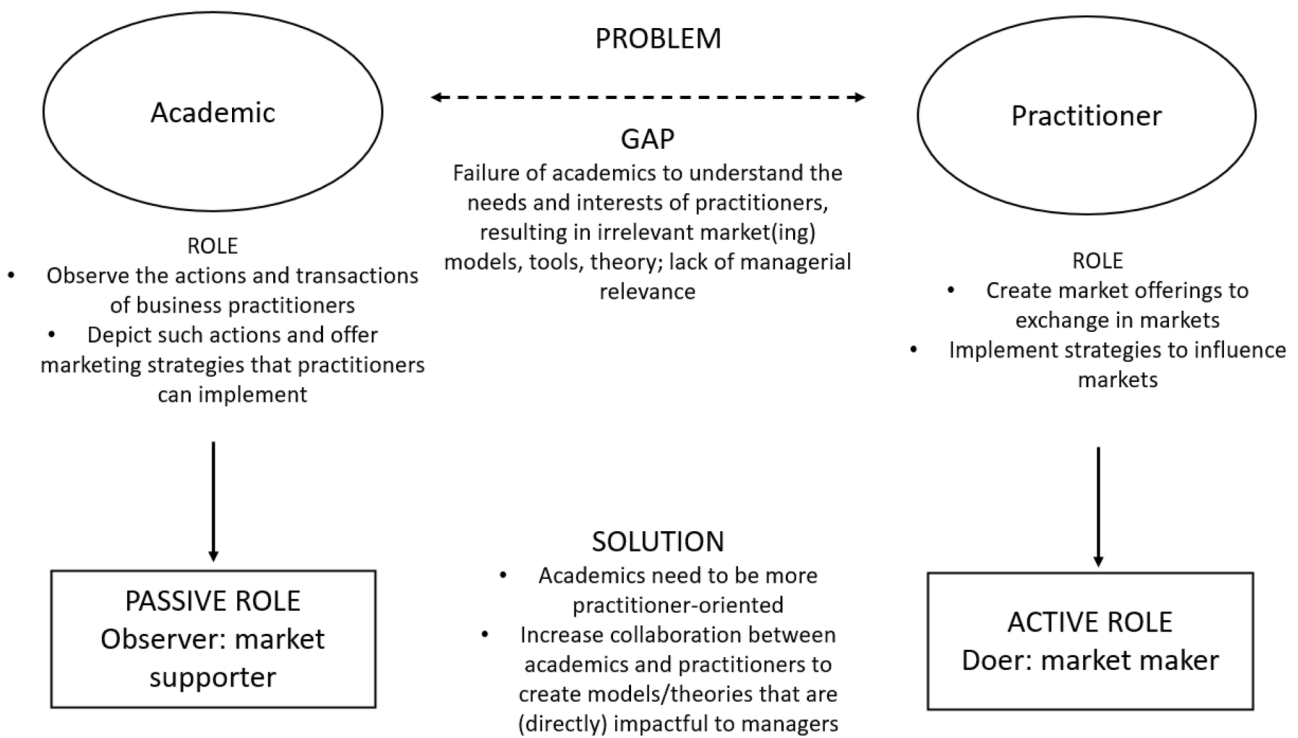 Academic
ROLE
• Observe the actions and transactions
of business practitioners
• Depict such actions and offer
marketing strategies that practitioners
can implement
PASSIVE ROLE
Observer: market
supporter
PROBLEM
GAP
Failure of academics to understand the
needs and interests of practitioners,
resulting in irrelevant market(ing)
models, tools, theory; lack of managerial
relevance
SOLUTION
• Academics need to be more
practitioner-oriented
• Increase collaboration between
academics and practitioners to
create models/theories that are
(directly) impactful to managers
Practitioner
ROLE
• Create market offerings to
exchange in markets
• Implement strategies to influence
markets
ACTIVE ROLE
Doer: market maker